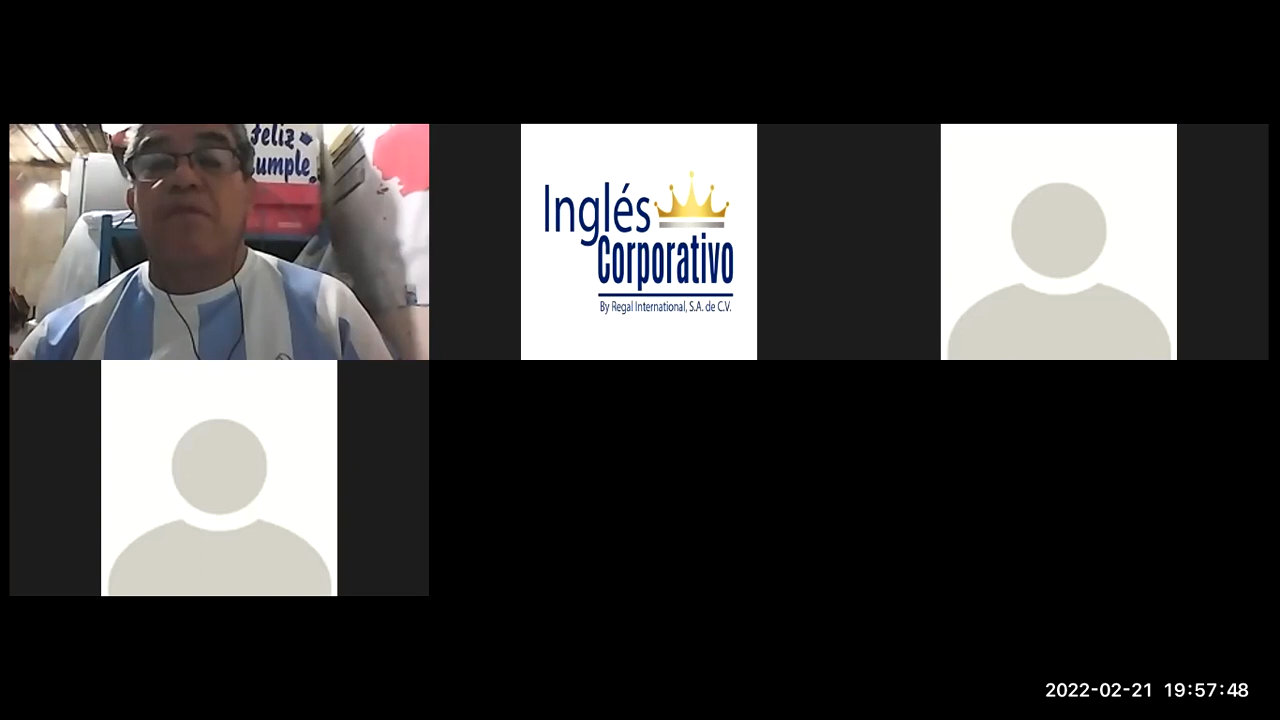 feliz
cumple
Inglés
Corporativo
By Regal International, S.A. de C.V.
2022-02-21 19:57:48